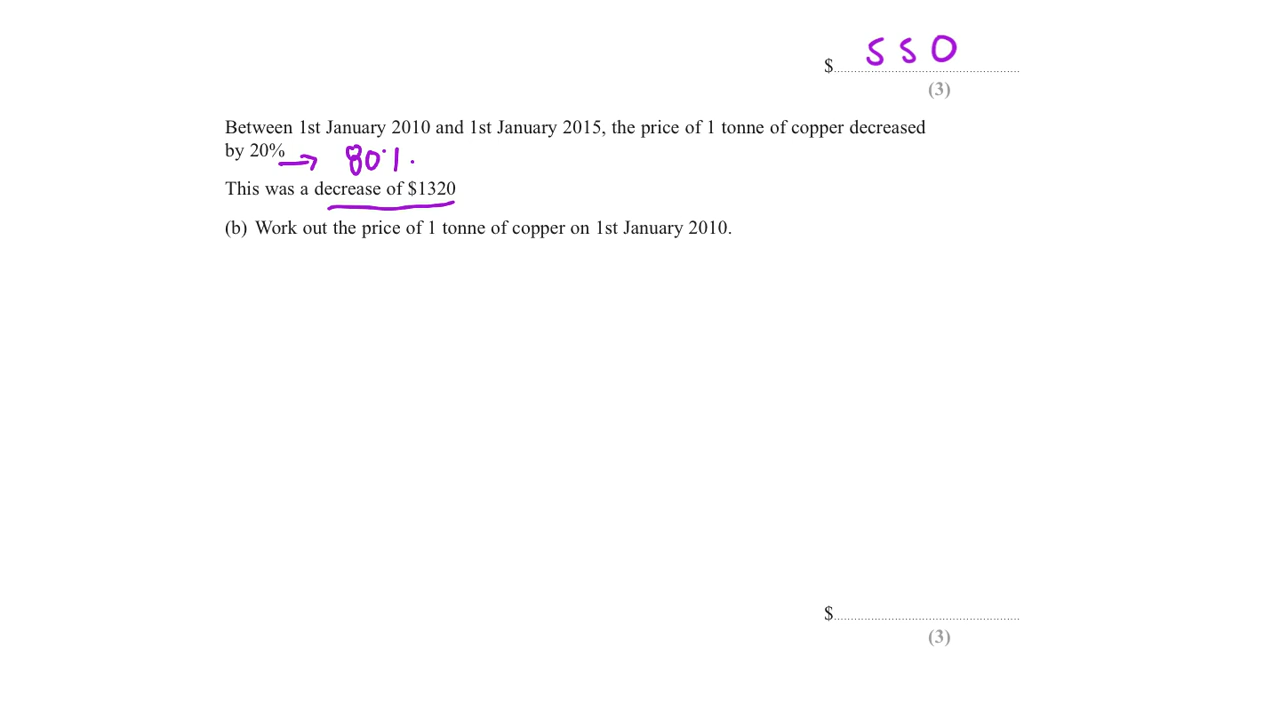 $ 550
(3)
Between 1st January 2010 and 1st January 2015, the price of 1 tonne of copper decreased
by 20% → 80%.
This was a decrease of $1320
(b) Work out the price of 1 tonne of copper on 1st January 2010.
$
(3)